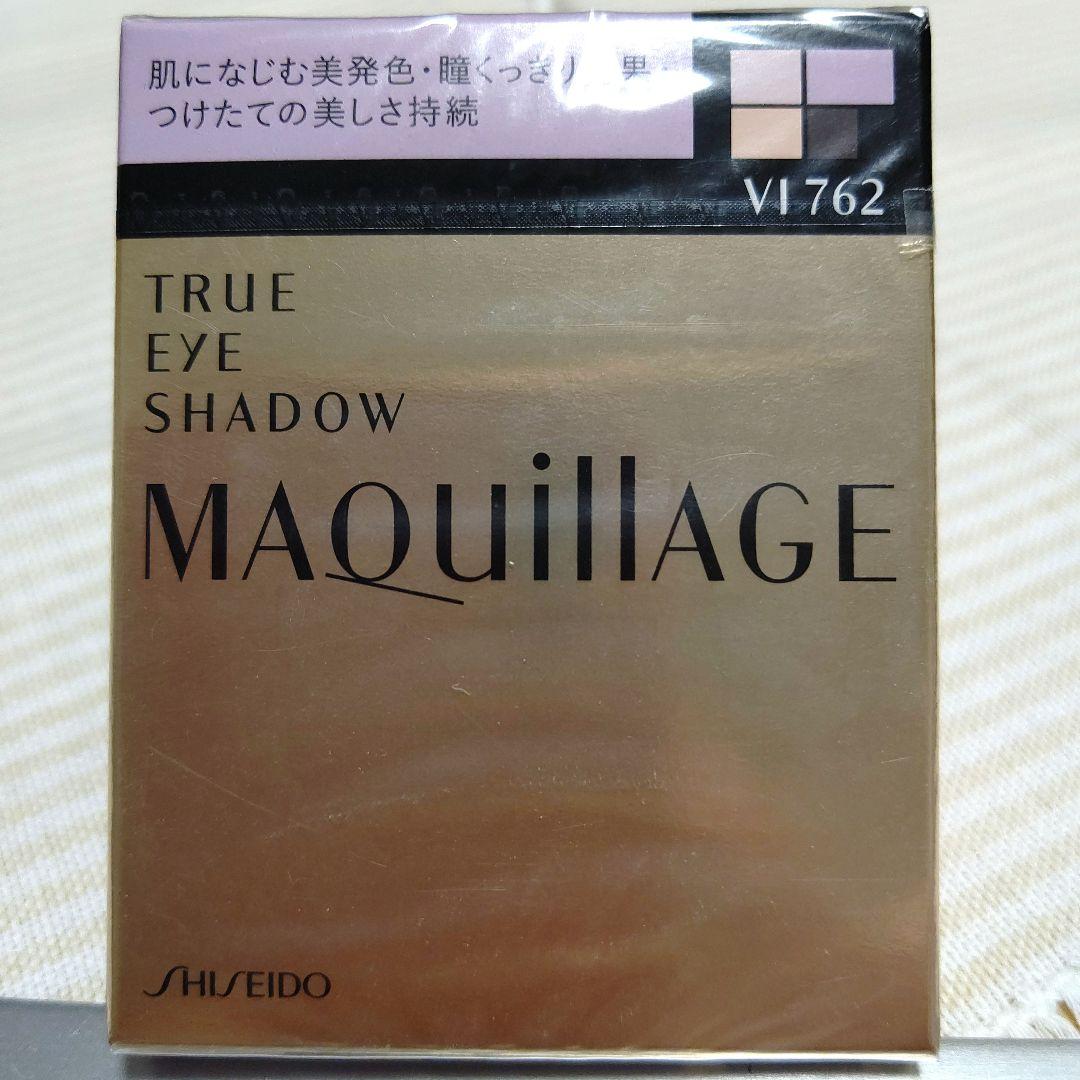 肌になじむ美発色・瞳くっきり
つけたての美しさ持続
VI 762
TRUE
EYE
SHADOW
MAQuillAGE
SHISEIDO